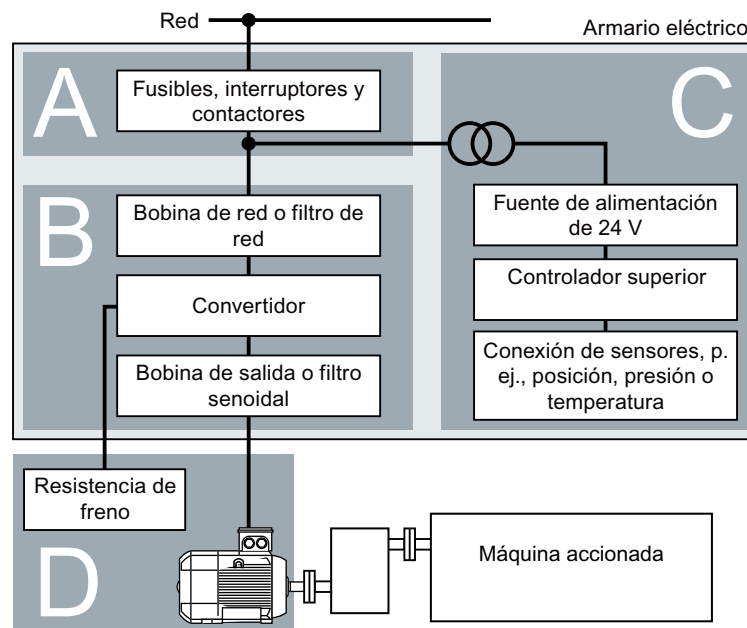 Red
Armario eléctrico
A
Fusibles, interruptores y
contactores
C
B
Bobina de red o filtro de
red
Convertidor
Bobina de salida o filtro
senoidal
Fuente de alimentación
de 24 V
Controlador superior
Conexión de sensores, p.
ej., posición, presión o
temperatura
Resistencia de
freno
D
Máquina accionada